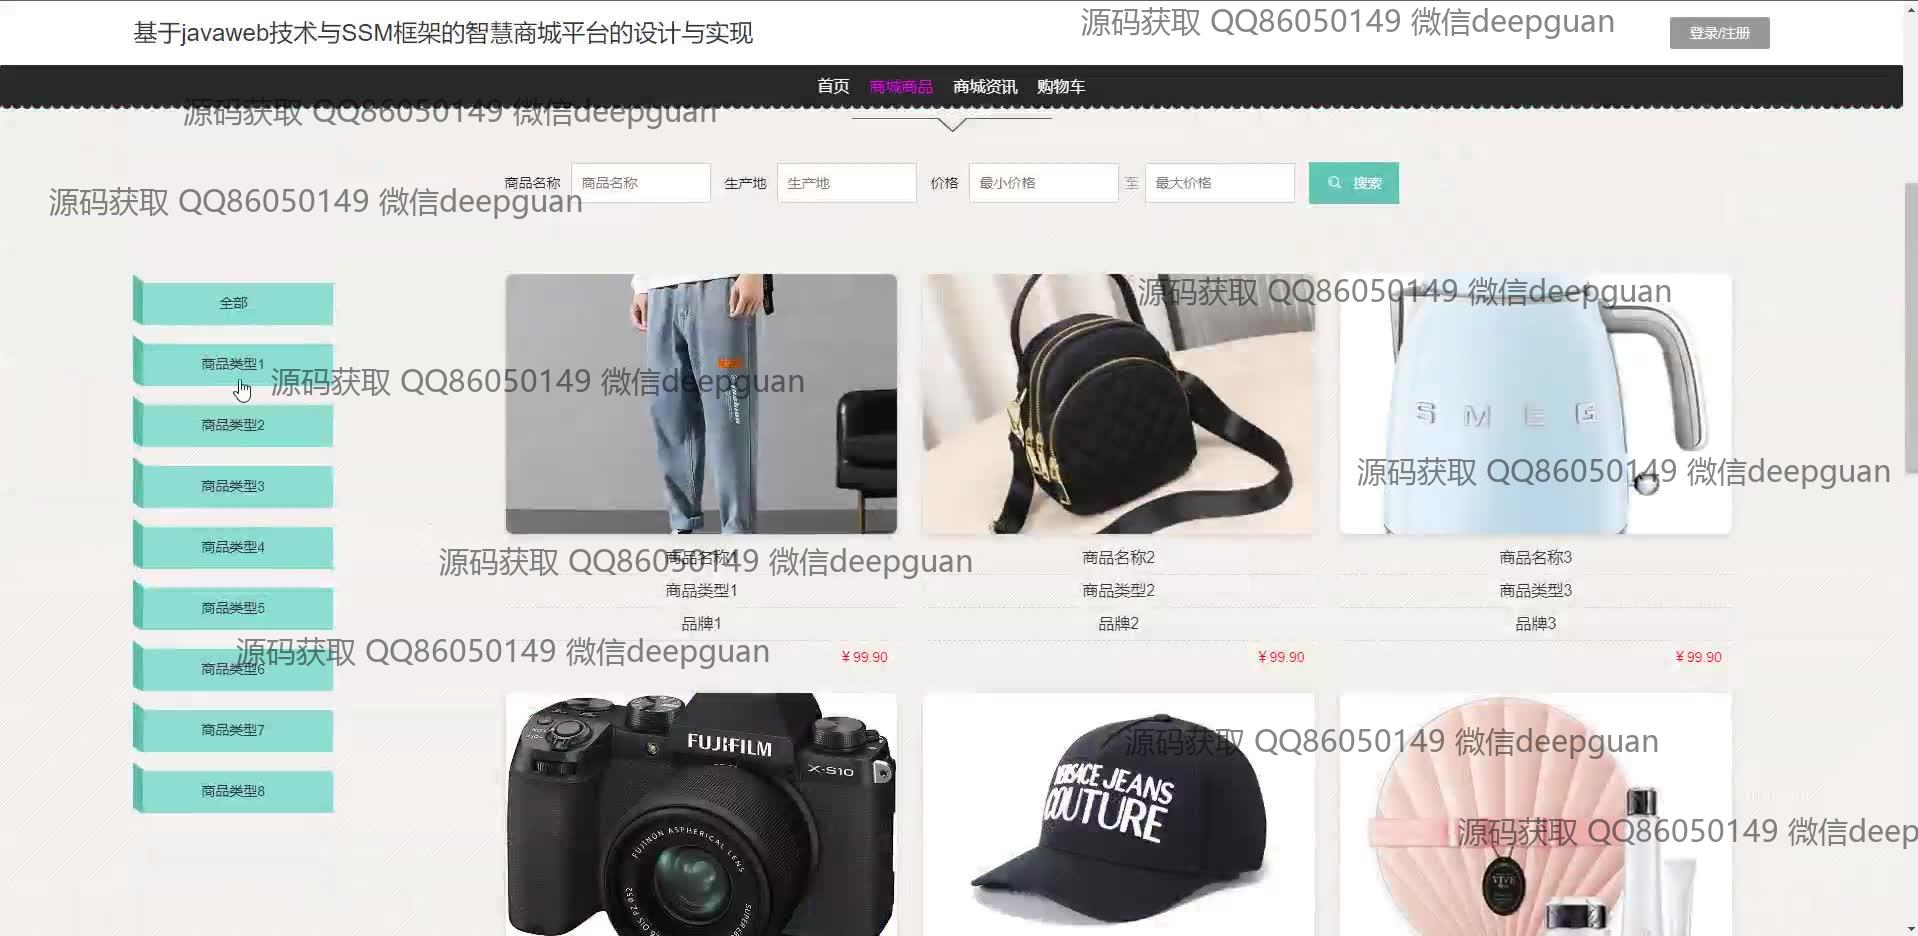 基于javaweb技术与SSM框架的智慧商城平台的设计与实现
源码获取 QQ86050149 微信deepguan
登录/注册
首页 商城商品 商城资讯 购物车
源码获取 QQ86050149 微信deepguan
商品名称 商品名称 生产地 生产地 价格 最小价格 至 最大价格 搜索
源码获取 QQ86050149 微信deepguan
源码获取 QQ86050149 微信deepguan
全部
商品类型1
源码获取 QQ86050149 微信deepguan
商品类型2
SMEG
源码获取 QQ86050149 微信deepguan
商品类型3
商品类型4
源码获取 QQ86050149 微信deepguan
商品名称1 商品名称2 商品名称3
商品类型1 商品类型2 商品类型3
商品类型5
品牌1 品牌2 品牌3
源码获取 QQ86050149 微信deepguan
商品类型6
¥99.90 ¥99.90 ¥99.90
商品类型7
源码获取 QQ86050149 微信deepguan
FUJIFILM
X-S10
VERSACE JEANS
COUTURE
商品类型8
源码获取 QQ86050149 微信deep
FUJINON ASPHERICAL LENS